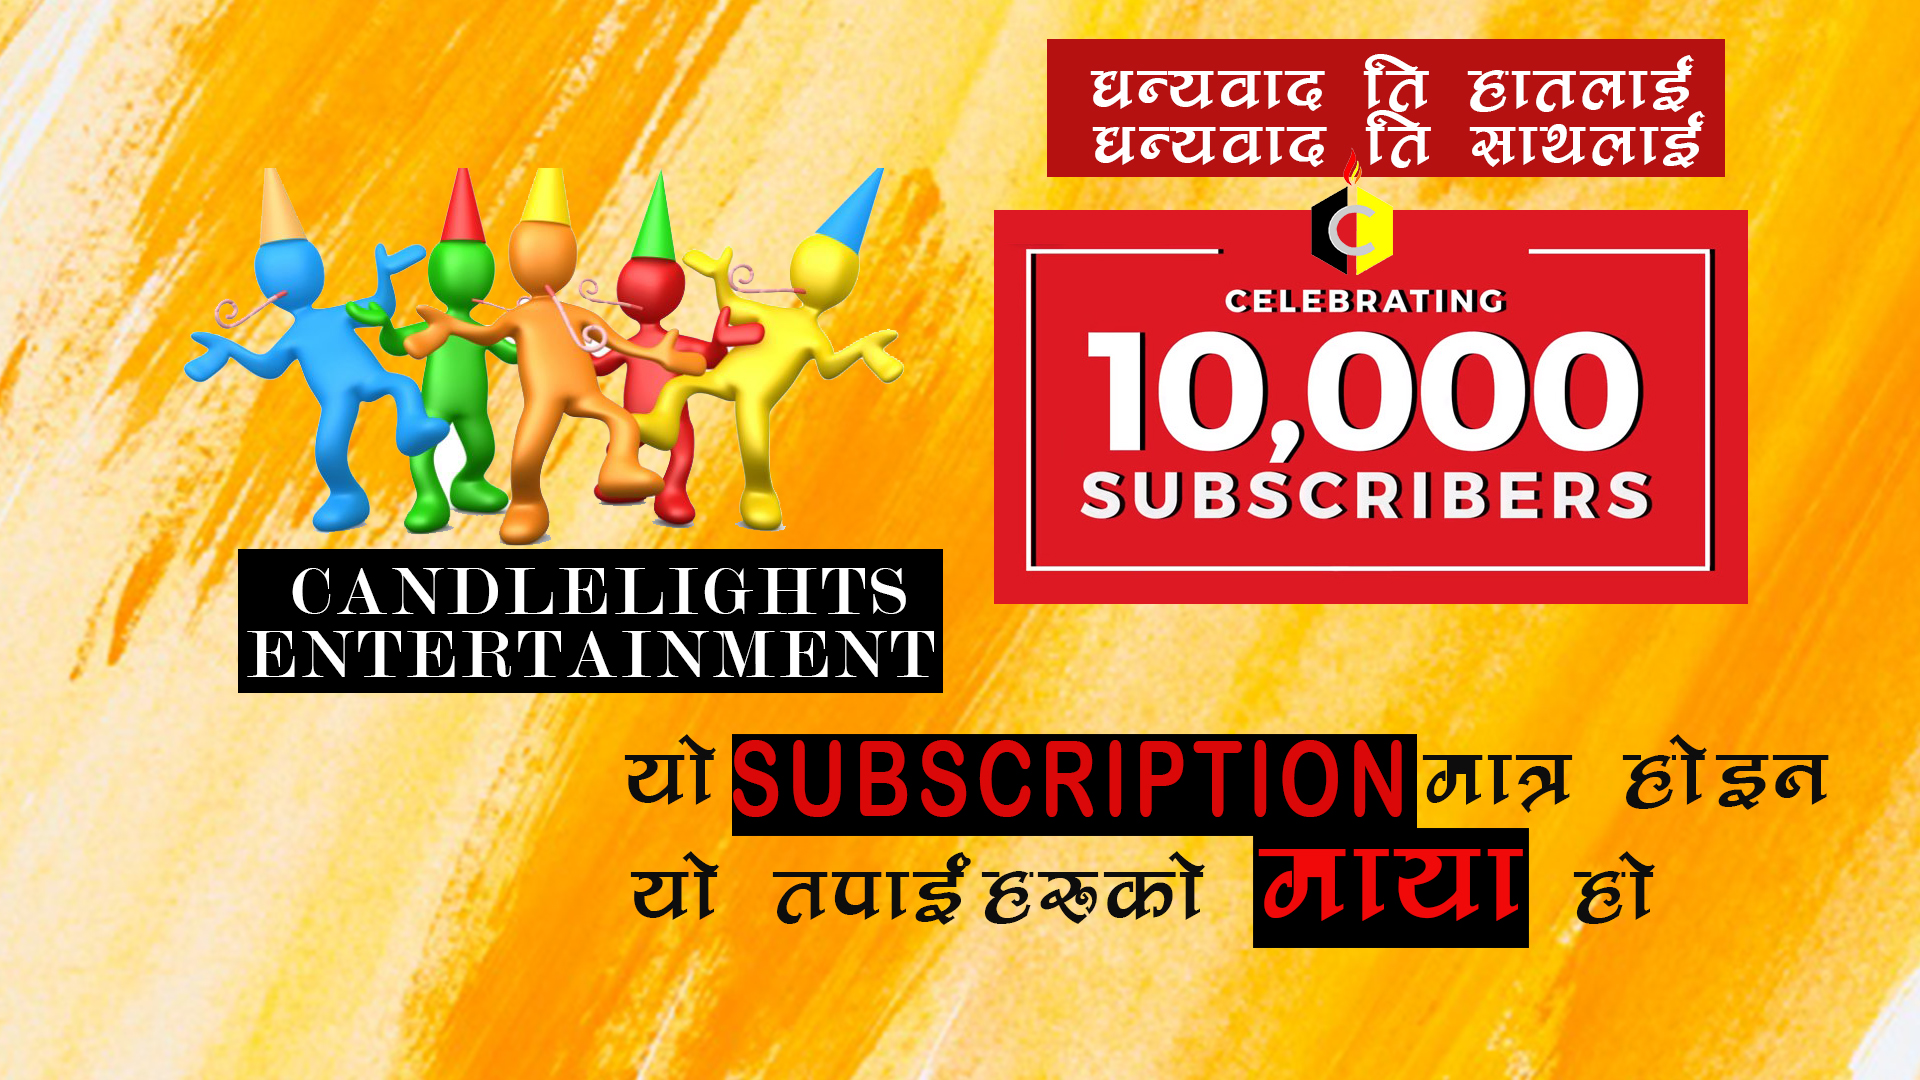 धन्यवाद ति हातलाई
धन्यवाद ति साथलाई
C
CELEBRATING
10,000
SUBSCRIBERS
CANDLELIGHTS
ENTERTAINMENT
यो SUBSCRIPTION मात्र होइन
यो तपाईंहरूको माया हो